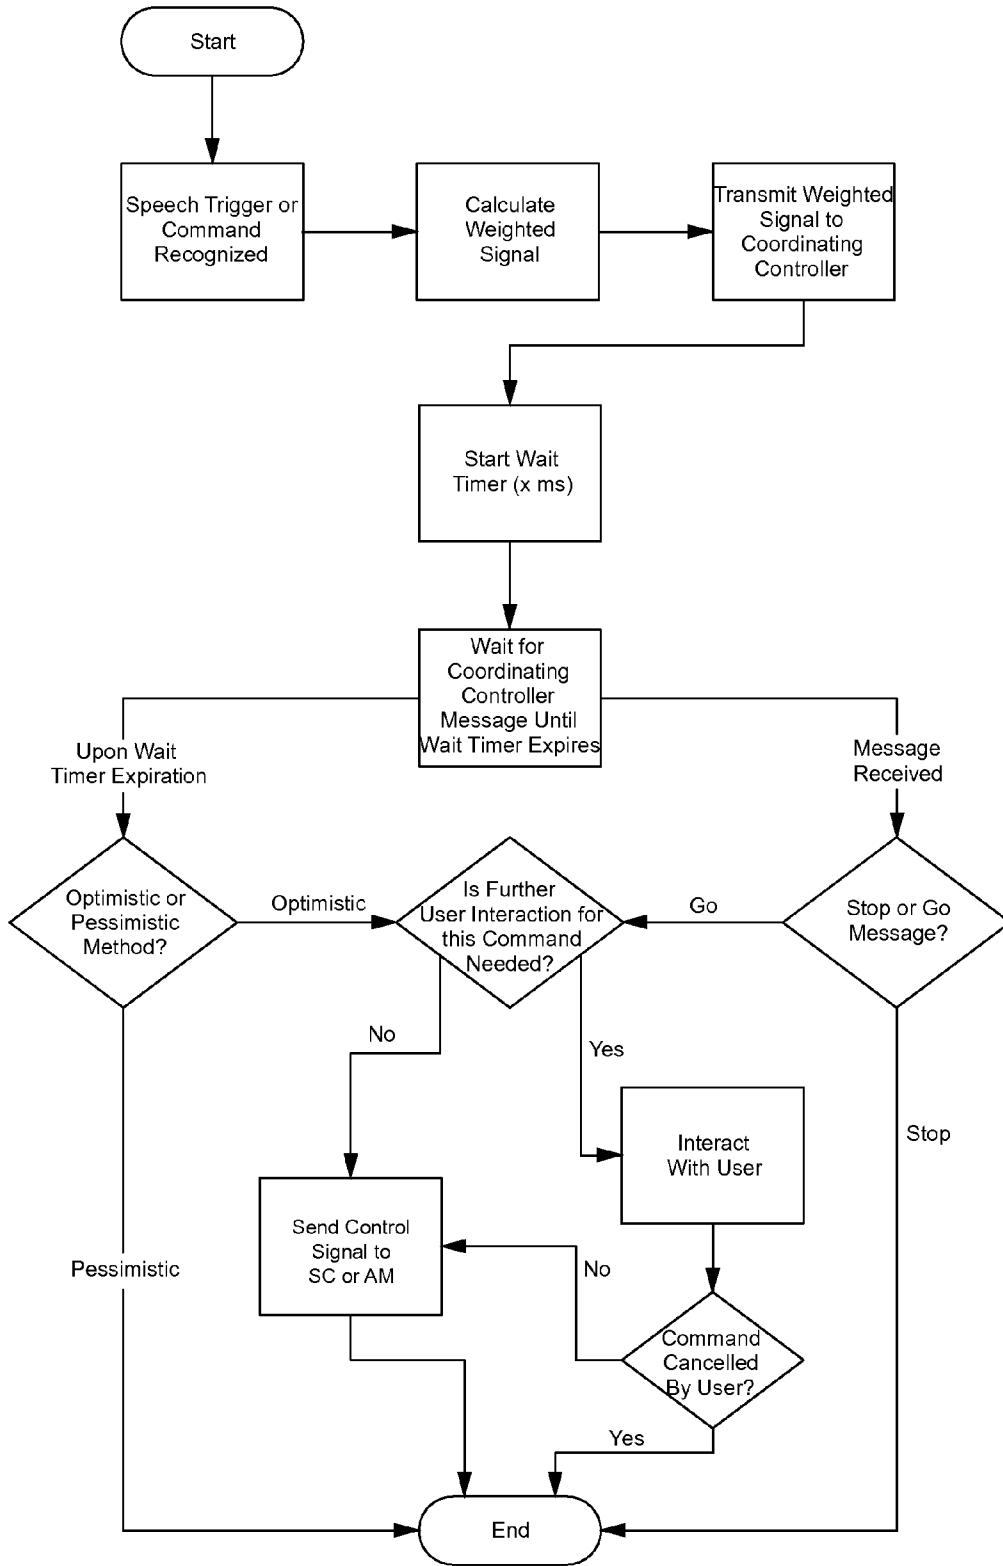 Start
Speech Trigger or
Command
Recognized
Calculate
Weighted
Signal
Transmit Weighted
Signal to
Coordinating
Controller
Start Wait
Timer (x ms)
Wait for
Coordinating
Controller
Message Until
Wait Timer Expires
Upon Wait
Timer Expiration
Message
Received
Optimistic or
Pessimistic
Method?
Optimistic
Is Further
User Interaction for
this Command
Needed?
Go
Stop or Go
Message?
No
Yes
Interact
With User
Stop
Send Control
Signal to
SC or AM
Pessimistic
No
Command
Cancelled
By User?
Yes
End